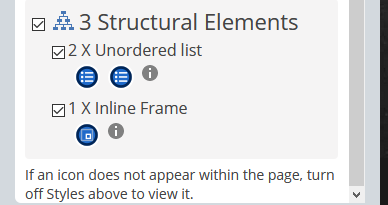 3 Structural Elements
2 X Unordered list
1 X Inline Frame
If an icon does not appear within the page, turn
off Styles above to view it.